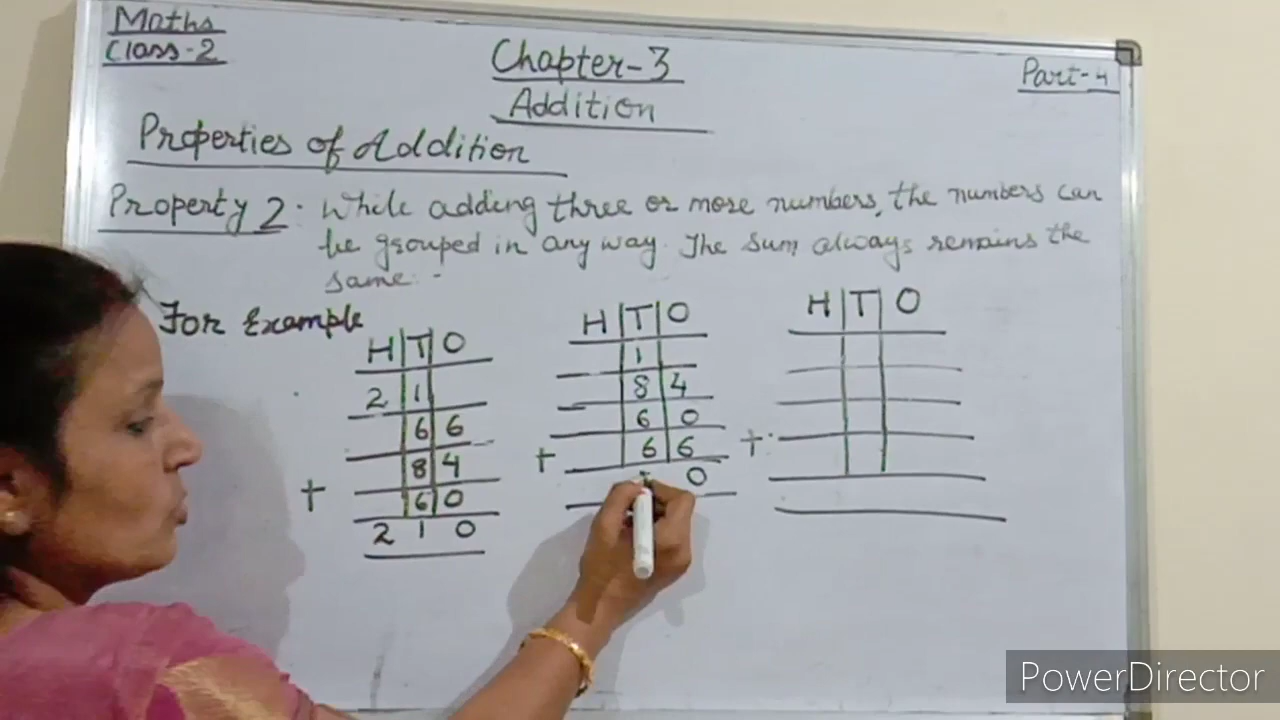 Maths
Class-2
Chapter-3
Part-4
Addition
Properties of Addition
Property 2: While adding three or more numbers, the numbers can
be grouped in any way. The sum always remains the
same.
For Example
H T O
2 1
6 6
8 4
+ 6 0
2 1 0
H T O
1
8 4
6 0
+ 6 6
0
H T O
+
PowerDirector